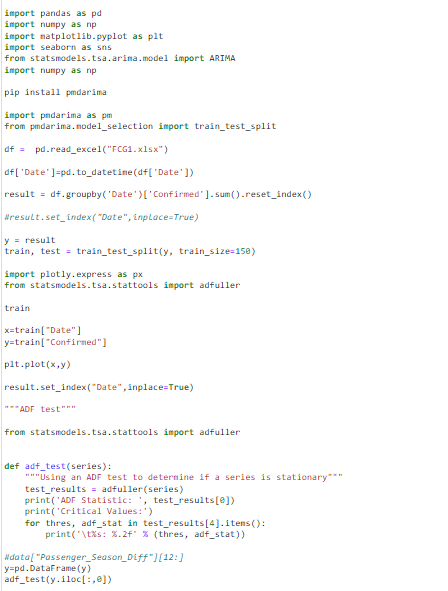 import pandas as pd
import numpy as np
import matplotlib.pyplot as plt
import seaborn as sns
from statsmodels.tsa.arima.model import ARIMA
import numpy as np
pip install pmdarima
import pmdarima as pm
from pmdarima.model_selection import train_test_split
df =  pd.read_excel("FCG1.xlsx")
df['Date']=pd.to_datetime(df['Date'])
result = df.groupby('Date')['Confirmed'].sum().reset_index()
#result.set_index("Date",inplace=True)
y = result
train, test = train_test_split(y, train_size=150)
import plotly.express as px
from statsmodels.tsa.stattools import adfuller
train
x=train["Date"]
y=train["Confirmed"]
plt.plot(x,y)
result.set_index("Date",inplace=True)
"""ADF test"""
from statsmodels.tsa.stattools import adfuller
def adf_test(series):
    """Using an ADF test to determine if a series is stationary"""
    test_results = adfuller(series)
    print('ADF Statistic: ', test_results[0])
    print('Critical Values:')
    for thres, adf_stat in test_results[4].items():
        print('\t%s: %.2f' % (thres, adf_stat))
#data["Passenger_Season_Diff"][12:]
y=pd.DataFrame(y)
adf_test(y.iloc[:,0])